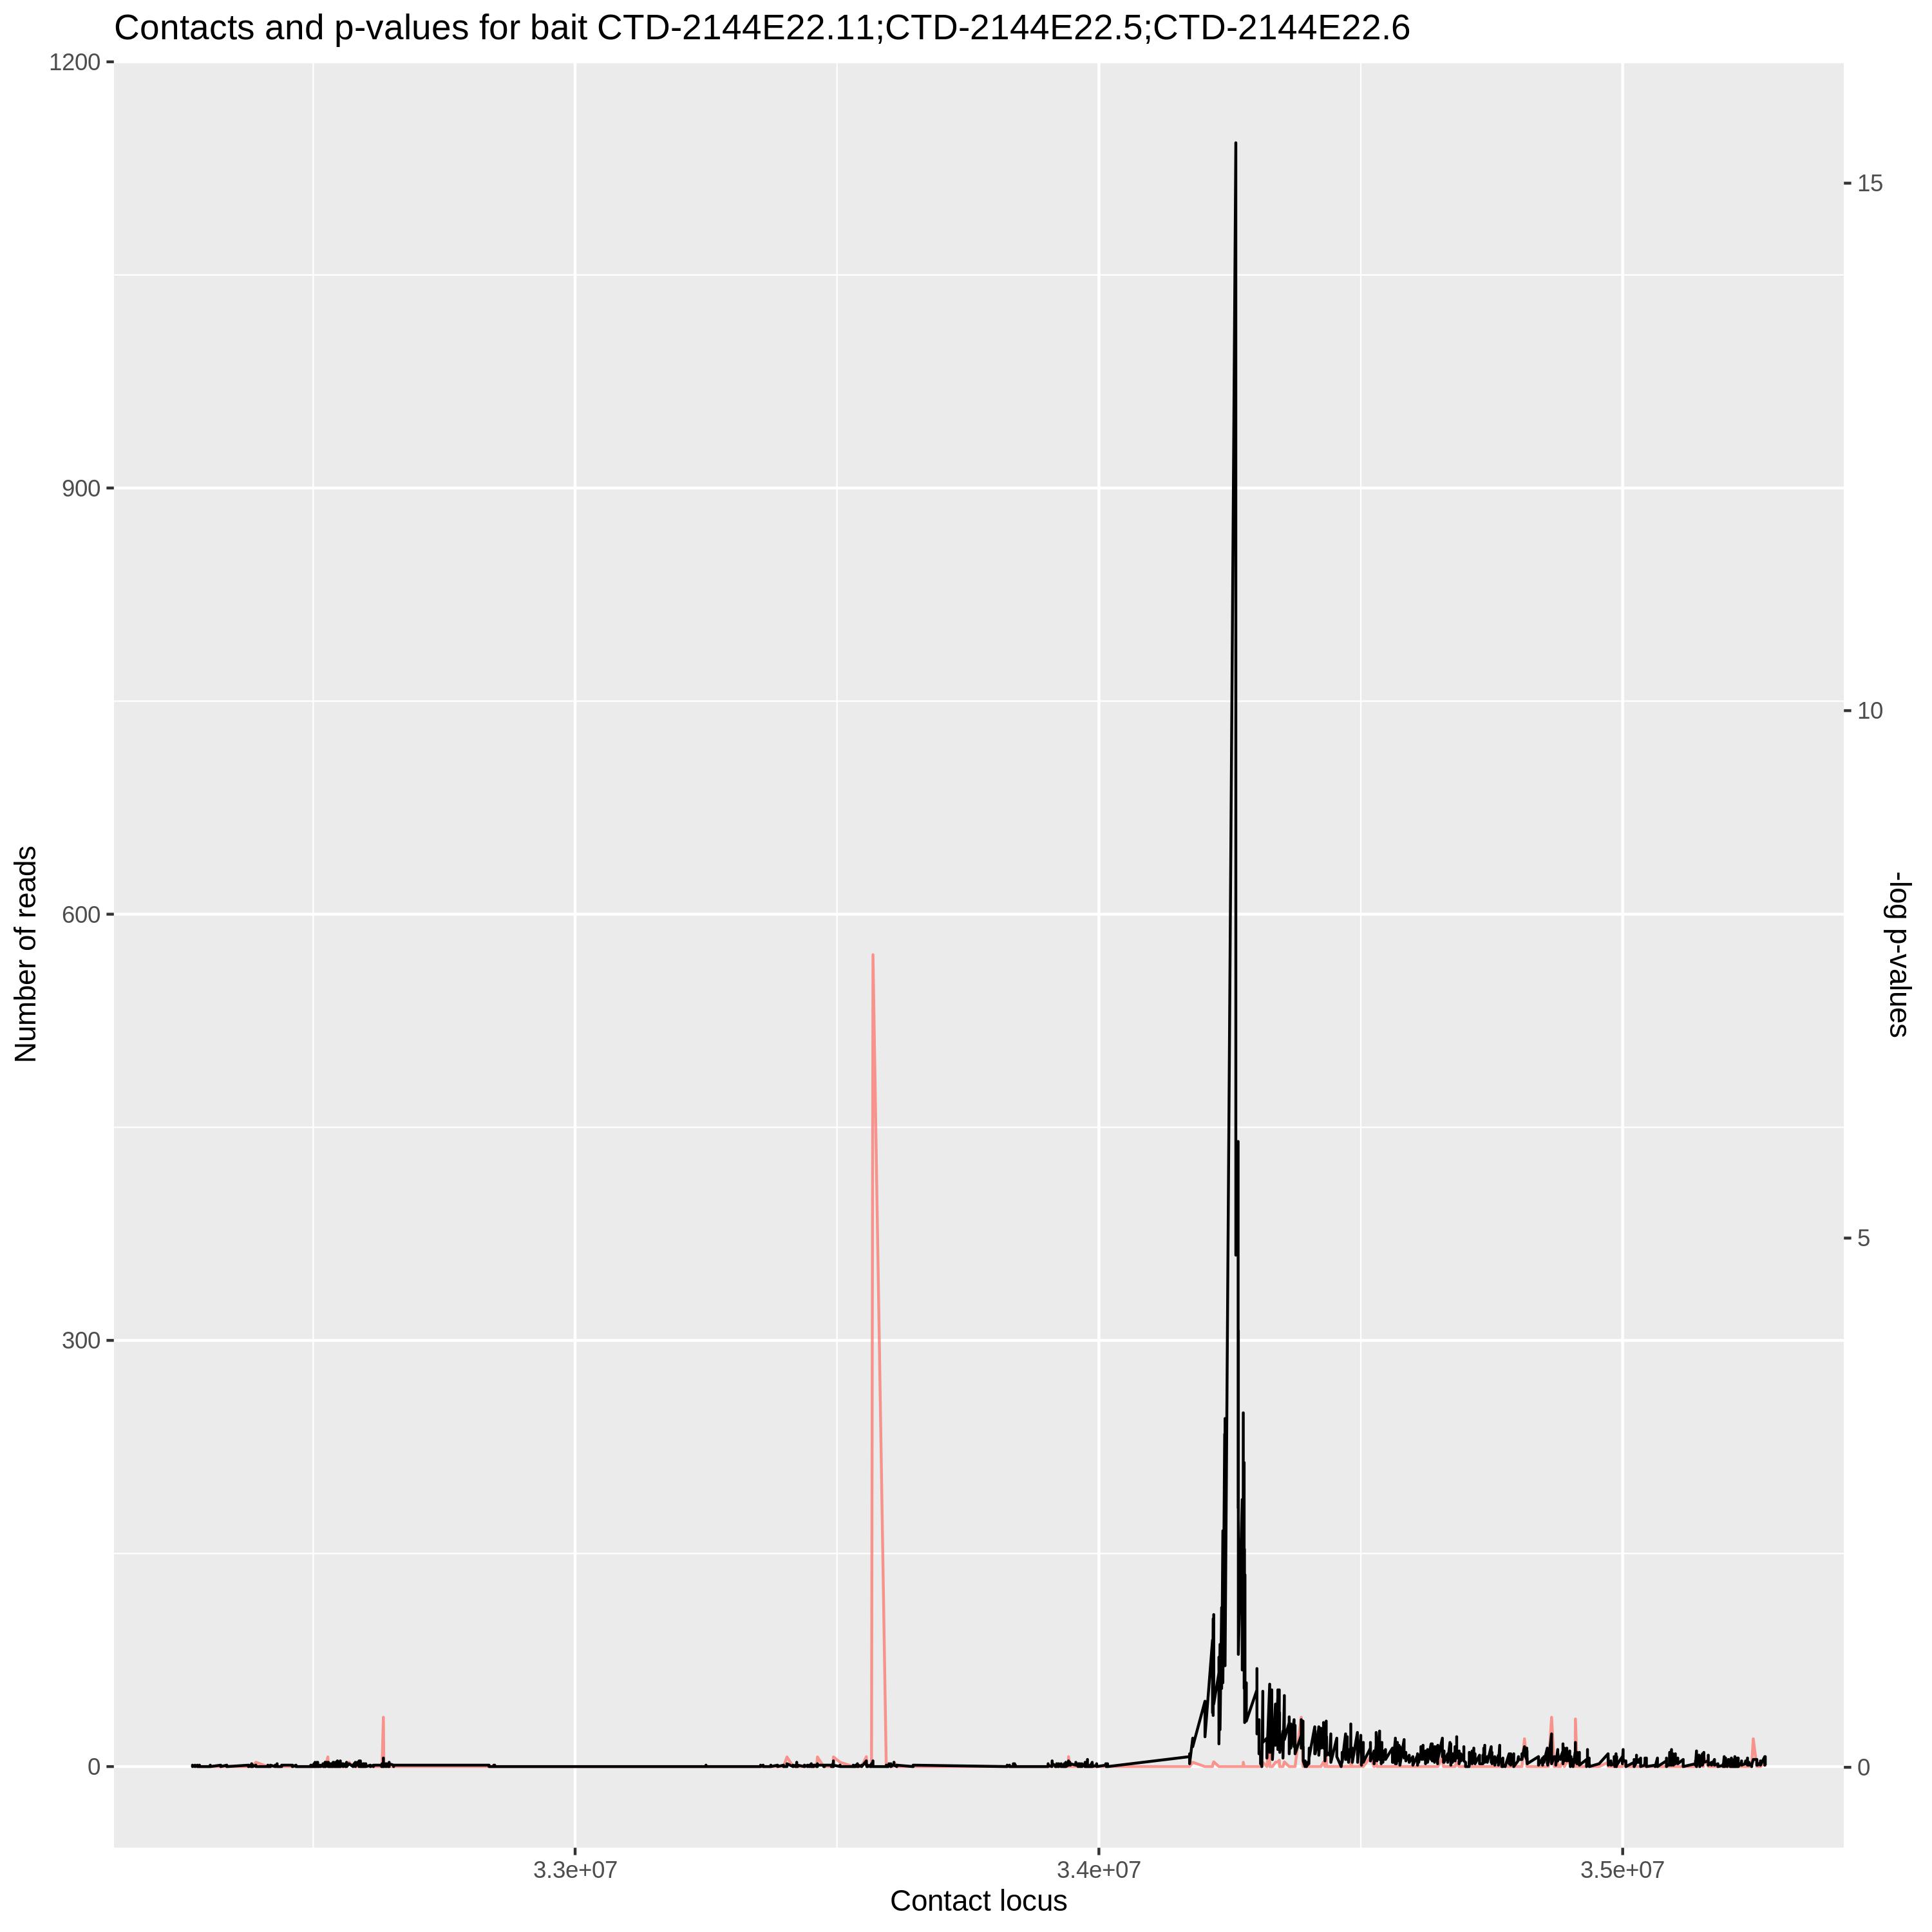 Contacts and p-values for bait CTD-2144E22.11;CTD-2144E22.5;CTD-2144E22.6
1200
900
600
300
0
Number of reads
15
10
5
0
-log p-values
3.3e+07
3.4e+07
3.5e+07
Contact locus